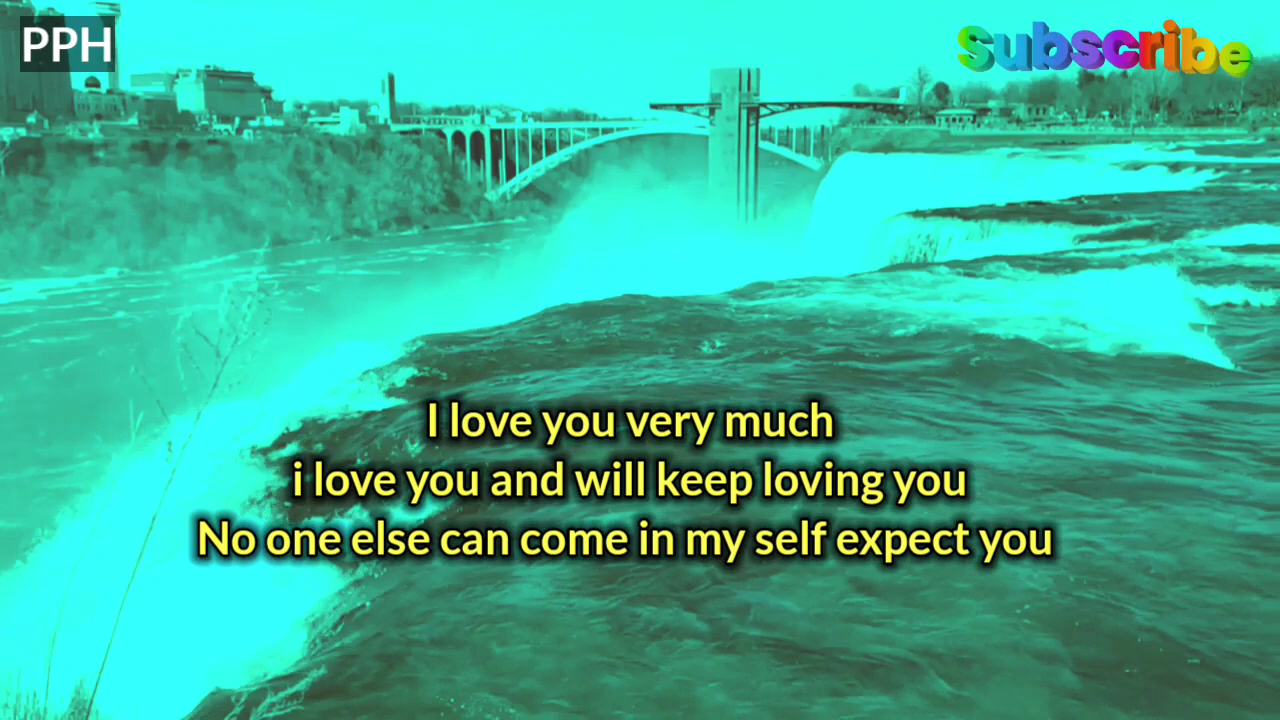 PPH
Subscribe
I love you very much
i love you and will keep loving you
No one else can come in my self expect you